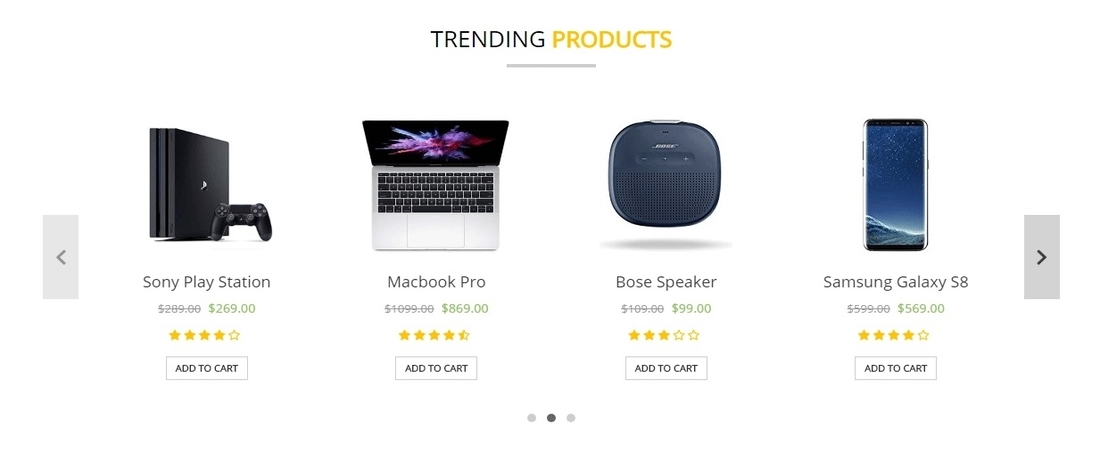 TRENDING PRODUCTS
BOSE
Sony Play Station
Macbook Pro
Bose Speaker
Samsung Galaxy S8
$289.00 $269.00
$1099.00 $869.00
$109.00 $99.00
$599.00 $569.00
ADD TO CART
ADD TO CART
ADD TO CART
ADD TO CART